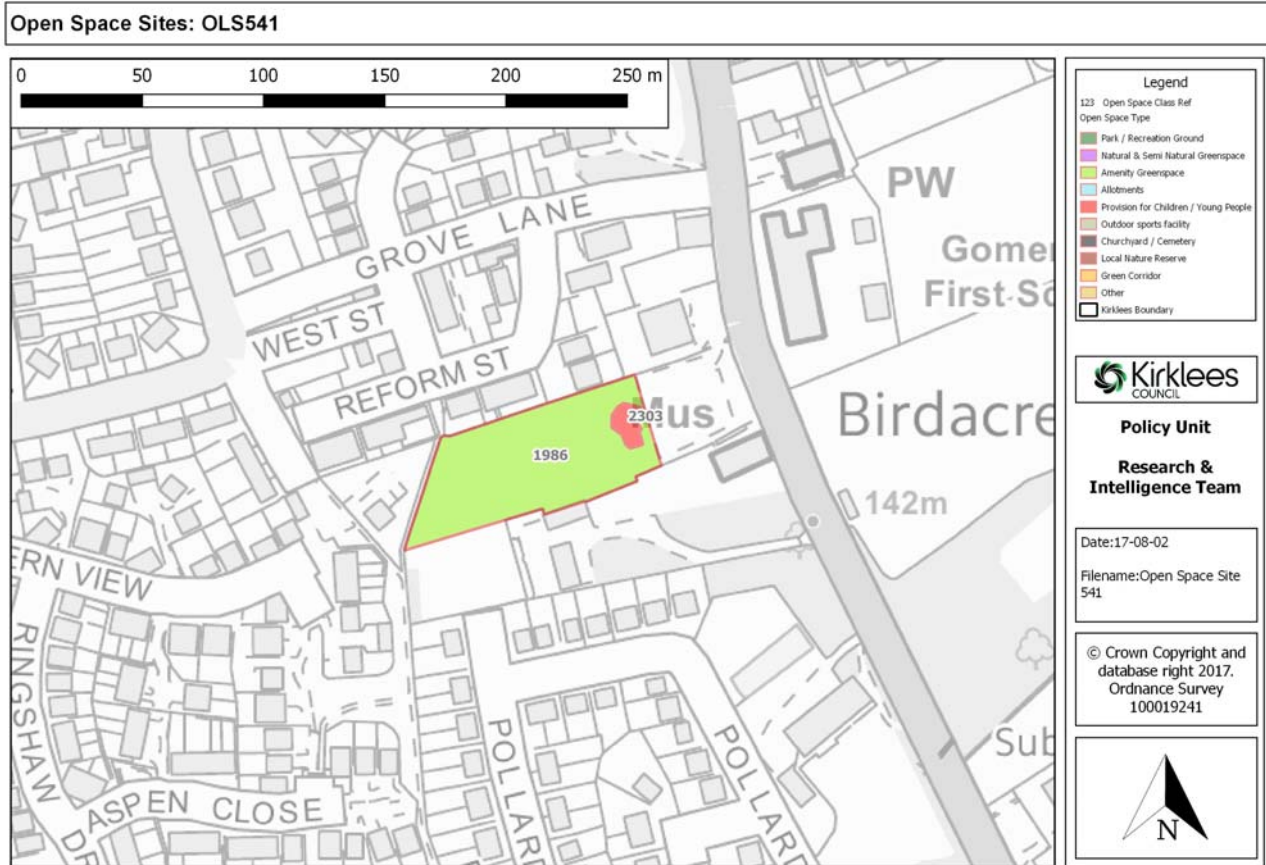 Open Space Sites: OLS541
0 50 100 150 200 250 m
GROVE LANE
WEST ST
REFORM ST
PW
Gomer
First Sc
Mus
2303
1986
Birdacre
142m
ERN VIEW
RINGSHAW
DR
ASPEN CLOSE
POLLARD
POLLARD
Sub
Legend
123 Open Space Class Ref
Open Space Type
Park / Recreation Ground
Natural & Semi Natural Greenspace
Amenity Greenspace
Allotments
Provision for Children / Young People
Outdoor sports facility
Churchyard / Cemetery
Local Nature Reserve
Green Corridor
Other
Kirklees Boundary
Kirklees
COUNCIL
Policy Unit
Research &
Intelligence Team
Date:17-08-02
Filename:Open Space Site
541
© Crown Copyright and
database right 2017.
Ordnance Survey
100019241
N